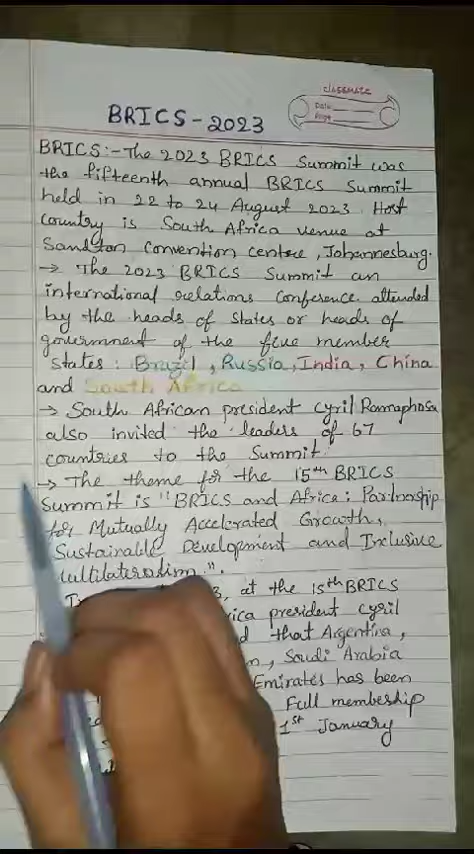 CLASSMATE
Date
Page
BRICS-2023
BRICS:- The 2023 BRICS Summit was
the fifteenth annual BRICS Summit
held in 22 to 24 August 2023. Host
country is South Africa venue at
Sandton Convention centre, Johannesburg.
→ The 2023 BRICS Summit an
international relations conference attended
by the heads of states or heads of
government of the five member
states: Brazil, Russia, India, China
and South Africa
→ South African president Cyril Ramaphosa
also invited the leaders of 67
countries to the Summit.
→ The theme for the 15th BRICS
Summit is "BRICS and Africa: Partnership
for Mutually Accelerated Growth,
Sustainable Development and Inclusive
ultilateralism".
at the 15th BRICS
president Cyril
that Argentina,
Saudi Arabia
Emirates has been
Full membership
1st January